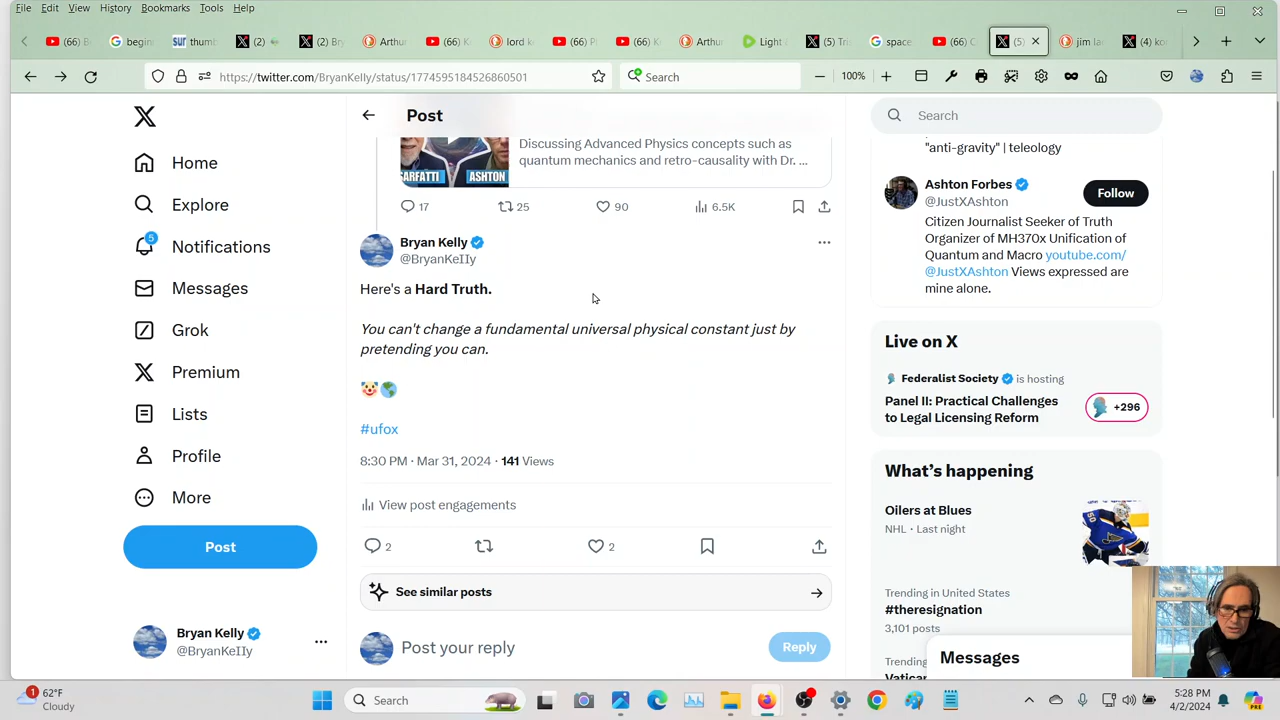 File Edit View History Bookmarks Tools Help
(66) B
begin
sur thumb
(2)
(2) Br
Arthur
(66) K
lord k
(66) P
(66) K
Arthur
Light
(5) Tri
space
(66) C
(5)
jim la
(4) ko
https://twitter.com/BryanKelly/status/1774595184526860501
Search
100%
Post
Home
Explore
5
Notifications
Messages
Grok
Premium
Lists
Profile
More
Post
Bryan Kelly
@BryanKeIIy
SARFATTI
ASHTON
Discussing Advanced Physics concepts such as
quantum mechanics and retro-causality with Dr. ...
17 25 90 6.5K
Bryan Kelly
@BryanKeIIy
Here's a Hard Truth.
You can't change a fundamental universal physical constant just by
pretending you can.
#ufox
8:30 PM · Mar 31, 2024 · 141 Views
View post engagements
2 2
See similar posts
Post your reply
Reply
Search
"anti-gravity" | teleology
Ashton Forbes
@JustXAshton
Follow
Citizen Journalist Seeker of Truth
Organizer of MH370x Unification of
Quantum and Macro youtube.com/
@JustXAshton Views expressed are
mine alone.
Live on X
Federalist Society is hosting
Panel II: Practical Challenges
to Legal Licensing Reform
+296
What's happening
Oilers at Blues
NHL · Last night
Trending in United States
#theresignation
3,101 posts
Trending
Messages
1
62°F
Cloudy
Search
5:28 PM
4/2/2024